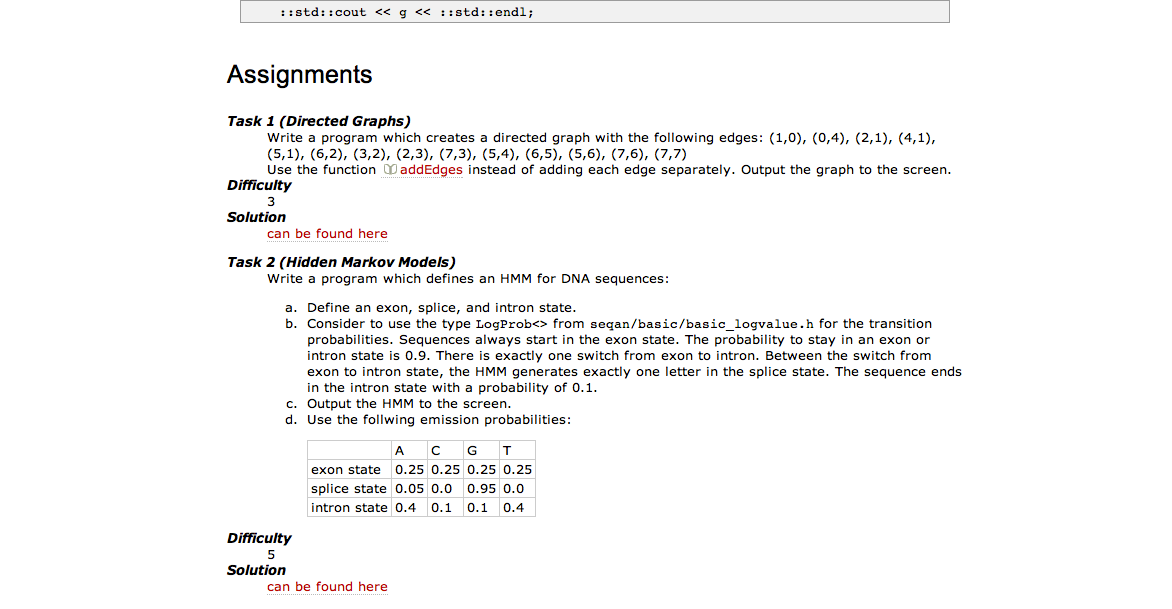 ::std::cout << g << ::std::endl;
Assignments
Task 1 (Directed Graphs)
Write a program which creates a directed graph with the following edges: (1,0), (0,4), (2,1), (4,1),
(5,1), (6,2), (3,2), (2,3), (7,3), (5,4), (6,5), (5,6), (7,6), (7,7)
Use the function addEdges instead of adding each edge separately. Output the graph to the screen.
Difficulty
3
Solution
can be found here
Task 2 (Hidden Markov Models)
Write a program which defines an HMM for DNA sequences:
a. Define an exon, splice, and intron state.
b. Consider to use the type LogProb<> from seqan/basic/basic_logvalue.h for the transition
probabilities. Sequences always start in the exon state. The probability to stay in an exon or
intron state is 0.9. There is exactly one switch from exon to intron. Between the switch from
exon to intron state, the HMM generates exactly one letter in the splice state. The sequence ends
in the intron state with a probability of 0.1.
c. Output the HMM to the screen.
d. Use the follwing emission probabilities:
A C G T
exon state 0.25 0.25 0.25 0.25
splice state 0.05 0.0 0.95 0.0
intron state 0.4 0.1 0.1 0.4
Difficulty
5
Solution
can be found here